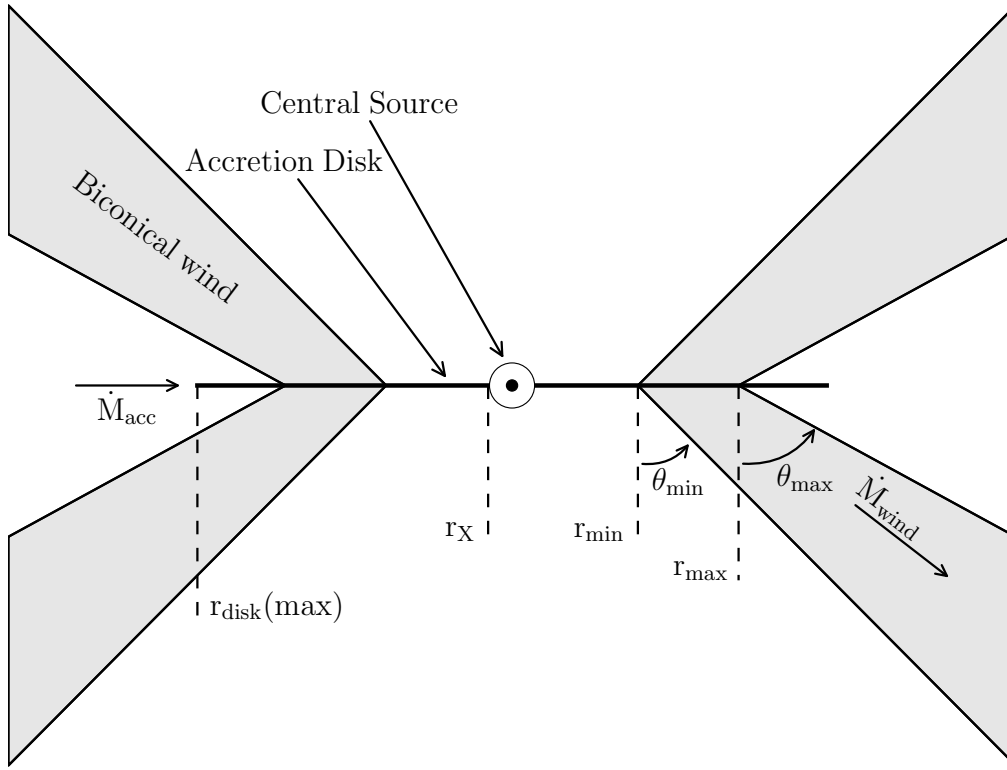 Central Source
Accretion Disk
Biconical wind
Ṁacc
θmin
θmax
Ṁwind
rX
rmin
rmax
rdisk(max)